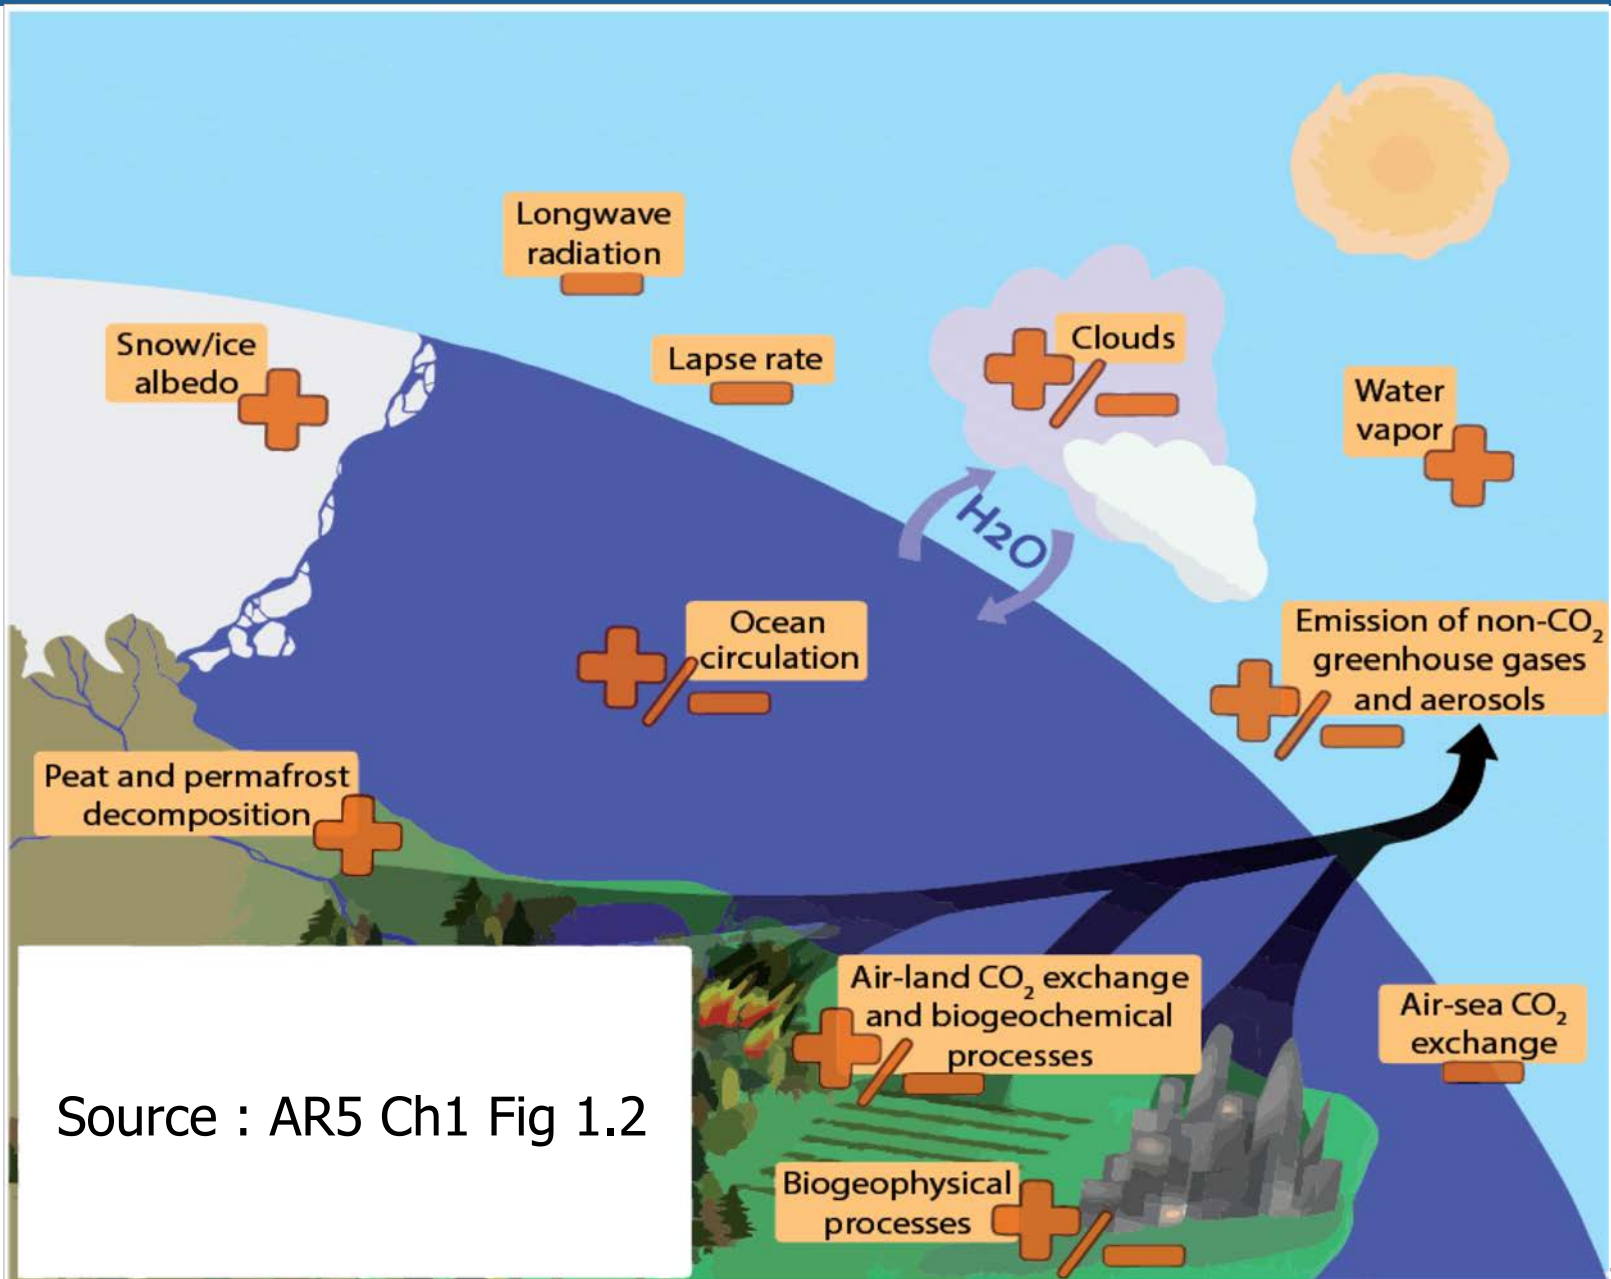 Longwave
radiation
Snow/ice
albedo
Lapse rate
Clouds
Water
vapor
H2O
Ocean
circulation
Emission of non-CO₂
greenhouse gases
and aerosols
Peat and permafrost
decomposition
Air-land CO₂ exchange
and biogeochemical
processes
Air-sea CO₂
exchange
Source : AR5 Ch1 Fig 1.2
Biogeophysical
processes